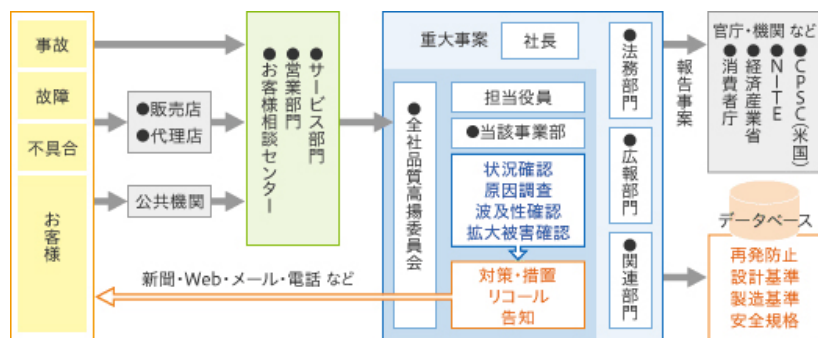 事故
故障
不具合
お客様
●販売店
●代理店
公共機関
●サービス部門
●営業部門
●お客様相談センター
重大事案
社長
●全社品質高揚委員会
担当役員
●当該事業部
状況確認
原因調査
波及性確認
拡大被害確認
対策・措置
リコール
告知
●法務部門
●広報部門
●関連部門
報告事案
官庁・機関 など
●CPSC(米国)
●NITE
●経済産業省
●消費者庁
データベース
再発防止
設計基準
製造基準
安全規格
新聞・Web・メール・電話 など